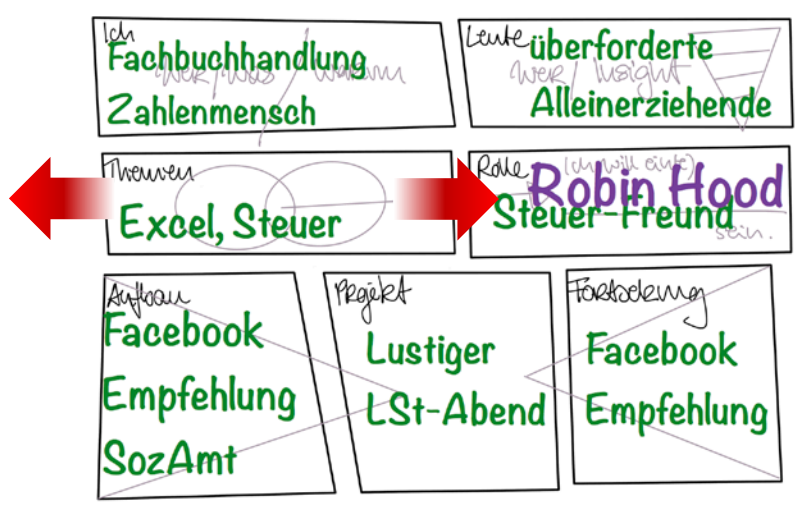 Ich
Fachbuchhandlung
wer/was / warum
Zahlenmensch
Leute
überforderte
Wer/Insight
Alleinerziehende
Themen
Excel, Steuer
Rolle
(Ich will ein(e)
Robin Hood
Steuer-Freund
sein.
Aufbau
Facebook
Empfehlung
SozAmt
Projekt
Lustiger
LSt-Abend
Forts
Facebook
Empfehlung